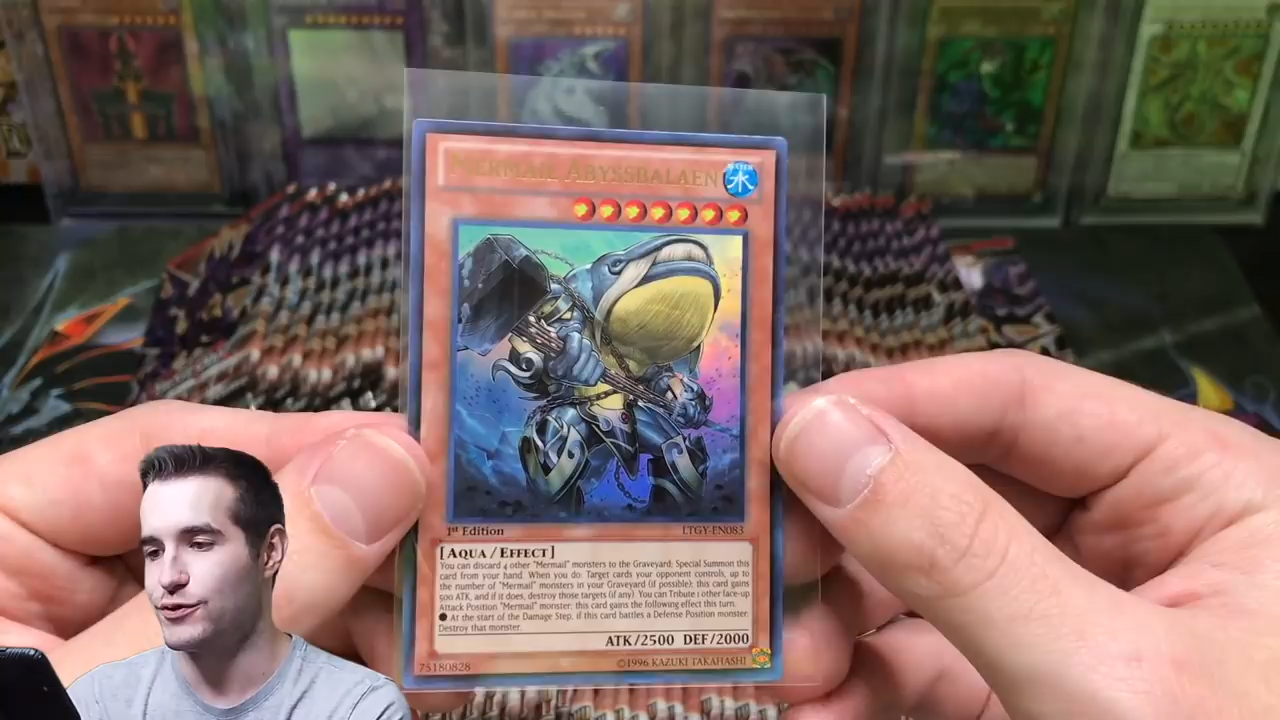 MERMAIL ABYSSBALAEN
WATER
水
1st Edition
LTGY-EN083
[AQUA / EFFECT]
You can discard 4 other "Mermail" monsters to the Graveyard; Special Summon this
card from your hand. When you do: Target cards your opponent controls, up to
the number of "Mermail" monsters in your Graveyard (if possible); this card gains
500 ATK, and if it does, destroy those targets (if any). You can Tribute 1 other face-up
Attack Position "Mermail" monster; this card gains the following effect this turn.
● At the start of the Damage Step, if this card battles a Defense Position monster:
Destroy that monster.
ATK/2500 DEF/2000
75180828
©1996 KAZUKI TAKAHASHI